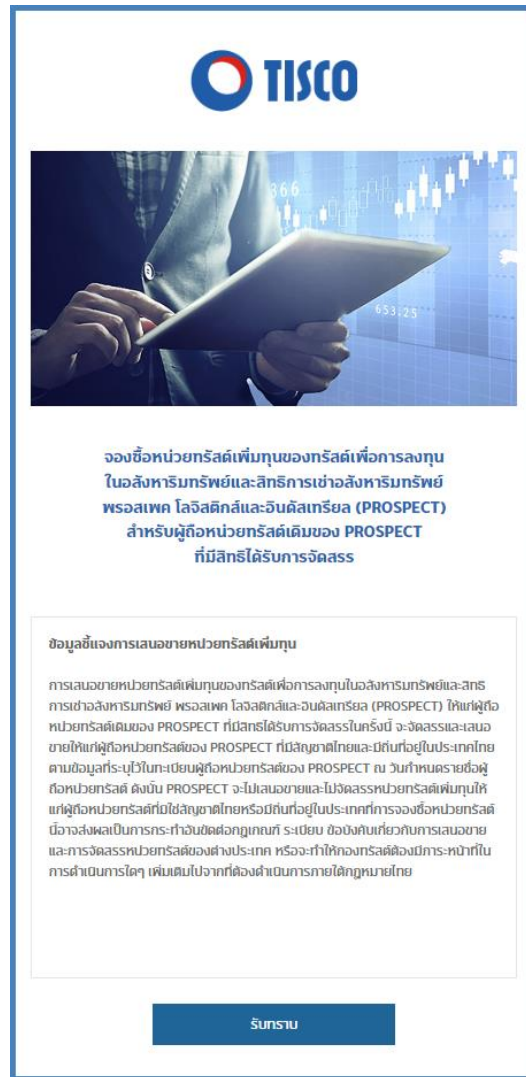 TISCO
366
653.25
จองซื้อหน่วยทรัสต์เพิ่มทุนของทรัสต์เพื่อการลงทุน
ในอสังหาริมทรัพย์และสิทธิการเช่าอสังหาริมทรัพย์
พรอสเพค โลจิสติกส์และอินดัสเทรียล (PROSPECT)
สำหรับผู้ถือหน่วยทรัสต์เดิมของ PROSPECT
ที่มีสิทธิได้รับการจัดสรร
ข้อมูลชี้แจงการเสนอขายหน่วยทรัสต์เพิ่มทุน
การเสนอขายหน่วยทรัสต์เพิ่มทุนของทรัสต์เพื่อการลงทุนในอสังหาริมทรัพย์และสิทธิ
การเช่าอสังหาริมทรัพย์ พรอสเพค โลจิสติกส์และอินดัสเทรียล (PROSPECT) ให้แก่ผู้ถือ
หน่วยทรัสต์เดิมของ PROSPECT ที่มีสิทธิได้รับการจัดสรรในครั้งนี้ จะจัดสรรและเสนอ
ขายให้แก่ผู้ถือหน่วยทรัสต์ของ PROSPECT ที่มีสัญชาติไทยและมีถิ่นที่อยู่ในประเทศไทย
ตามข้อมูลที่ระบุไว้ในทะเบียนผู้ถือหน่วยทรัสต์ของ PROSPECT ณ วันกำหนดรายชื่อผู้
ถือหน่วยทรัสต์ ดังนั้น PROSPECT จะไม่เสนอขายและไม่จัดสรรหน่วยทรัสต์เพิ่มทุนให้
แก่ผู้ถือหน่วยทรัสต์ที่มิใช่สัญชาติไทยหรือมีถิ่นที่อยู่ในประเทศที่การจองซื้อหน่วยทรัสต์
นี้อาจส่งผลเป็นการกระทำอันขัดต่อกฎเกณฑ์ ระเบียบ ข้อบังคับเกี่ยวกับการเสนอขาย
และการจัดสรรหน่วยทรัสต์ของต่างประเทศ หรือจะทำให้กองทรัสต์ต้องมีภาระหน้าที่ใน
การดำเนินการใดๆ เพิ่มเติมไปจากที่ต้องดำเนินการภายใต้กฎหมายไทย
รับทราบ